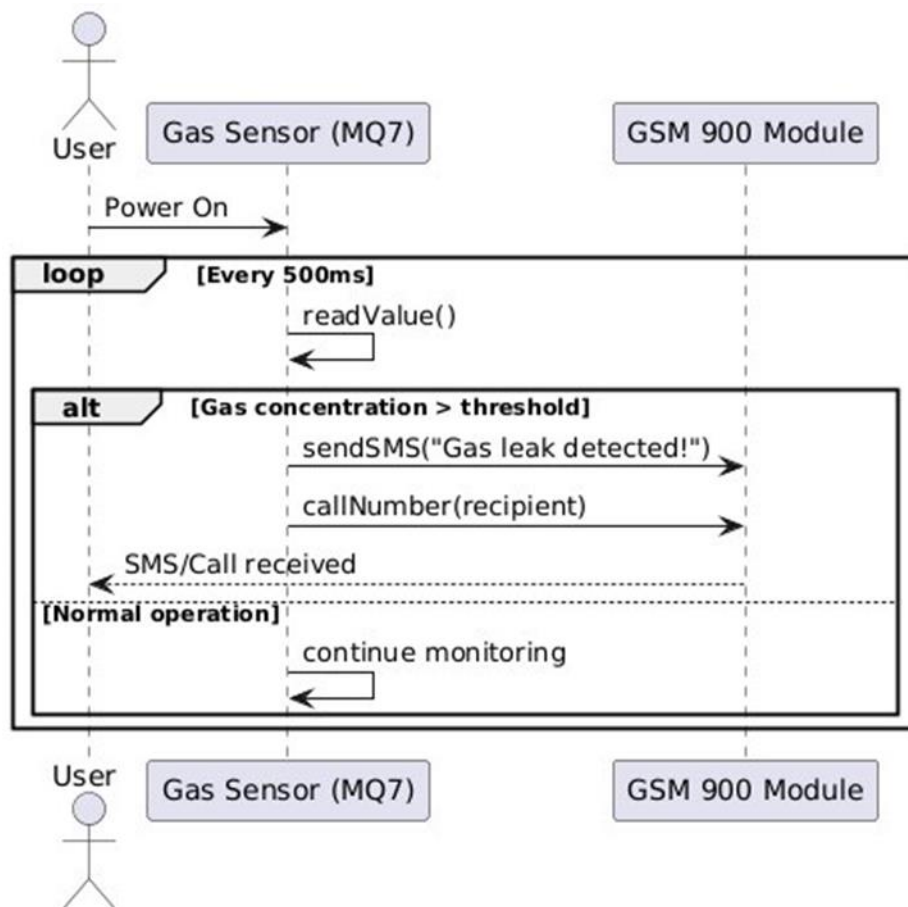 User
Gas Sensor (MQ7)
GSM 900 Module
Power On
loop
[Every 500ms]
readValue()
alt
[Gas concentration > threshold]
sendSMS("Gas leak detected!")
callNumber(recipient)
SMS/Call received
[Normal operation]
continue monitoring
User
Gas Sensor (MQ7)
GSM 900 Module